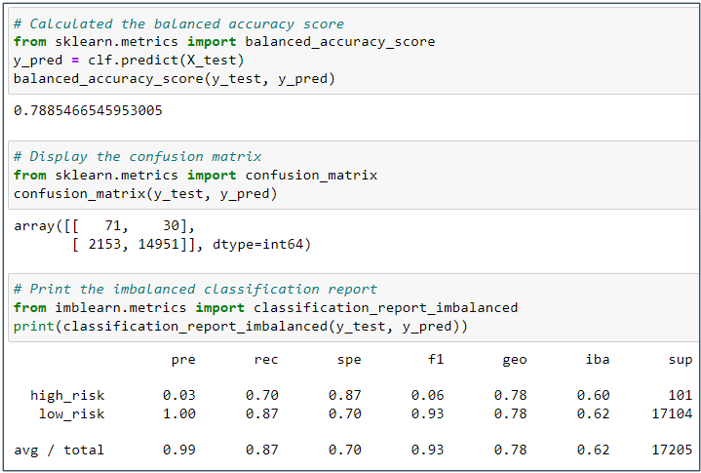 # Calculated the balanced accuracy score
from sklearn.metrics import balanced_accuracy_score
y_pred = clf.predict(X_test)
balanced_accuracy_score(y_test, y_pred)
0.7885466545953005
# Display the confusion matrix
from sklearn.metrics import confusion_matrix
confusion_matrix(y_test, y_pred)
array([[   71,    30],
       [ 2153, 14951]], dtype=int64)
# Print the imbalanced classification report
from imblearn.metrics import classification_report_imbalanced
print(classification_report_imbalanced(y_test, y_pred))
                   pre       rec       spe        f1       geo       iba       sup
  high_risk       0.03      0.70      0.87      0.06      0.78      0.60       101
   low_risk       1.00      0.87      0.70      0.93      0.78      0.62     17104
avg / total       0.99      0.87      0.70      0.93      0.78      0.62     17205